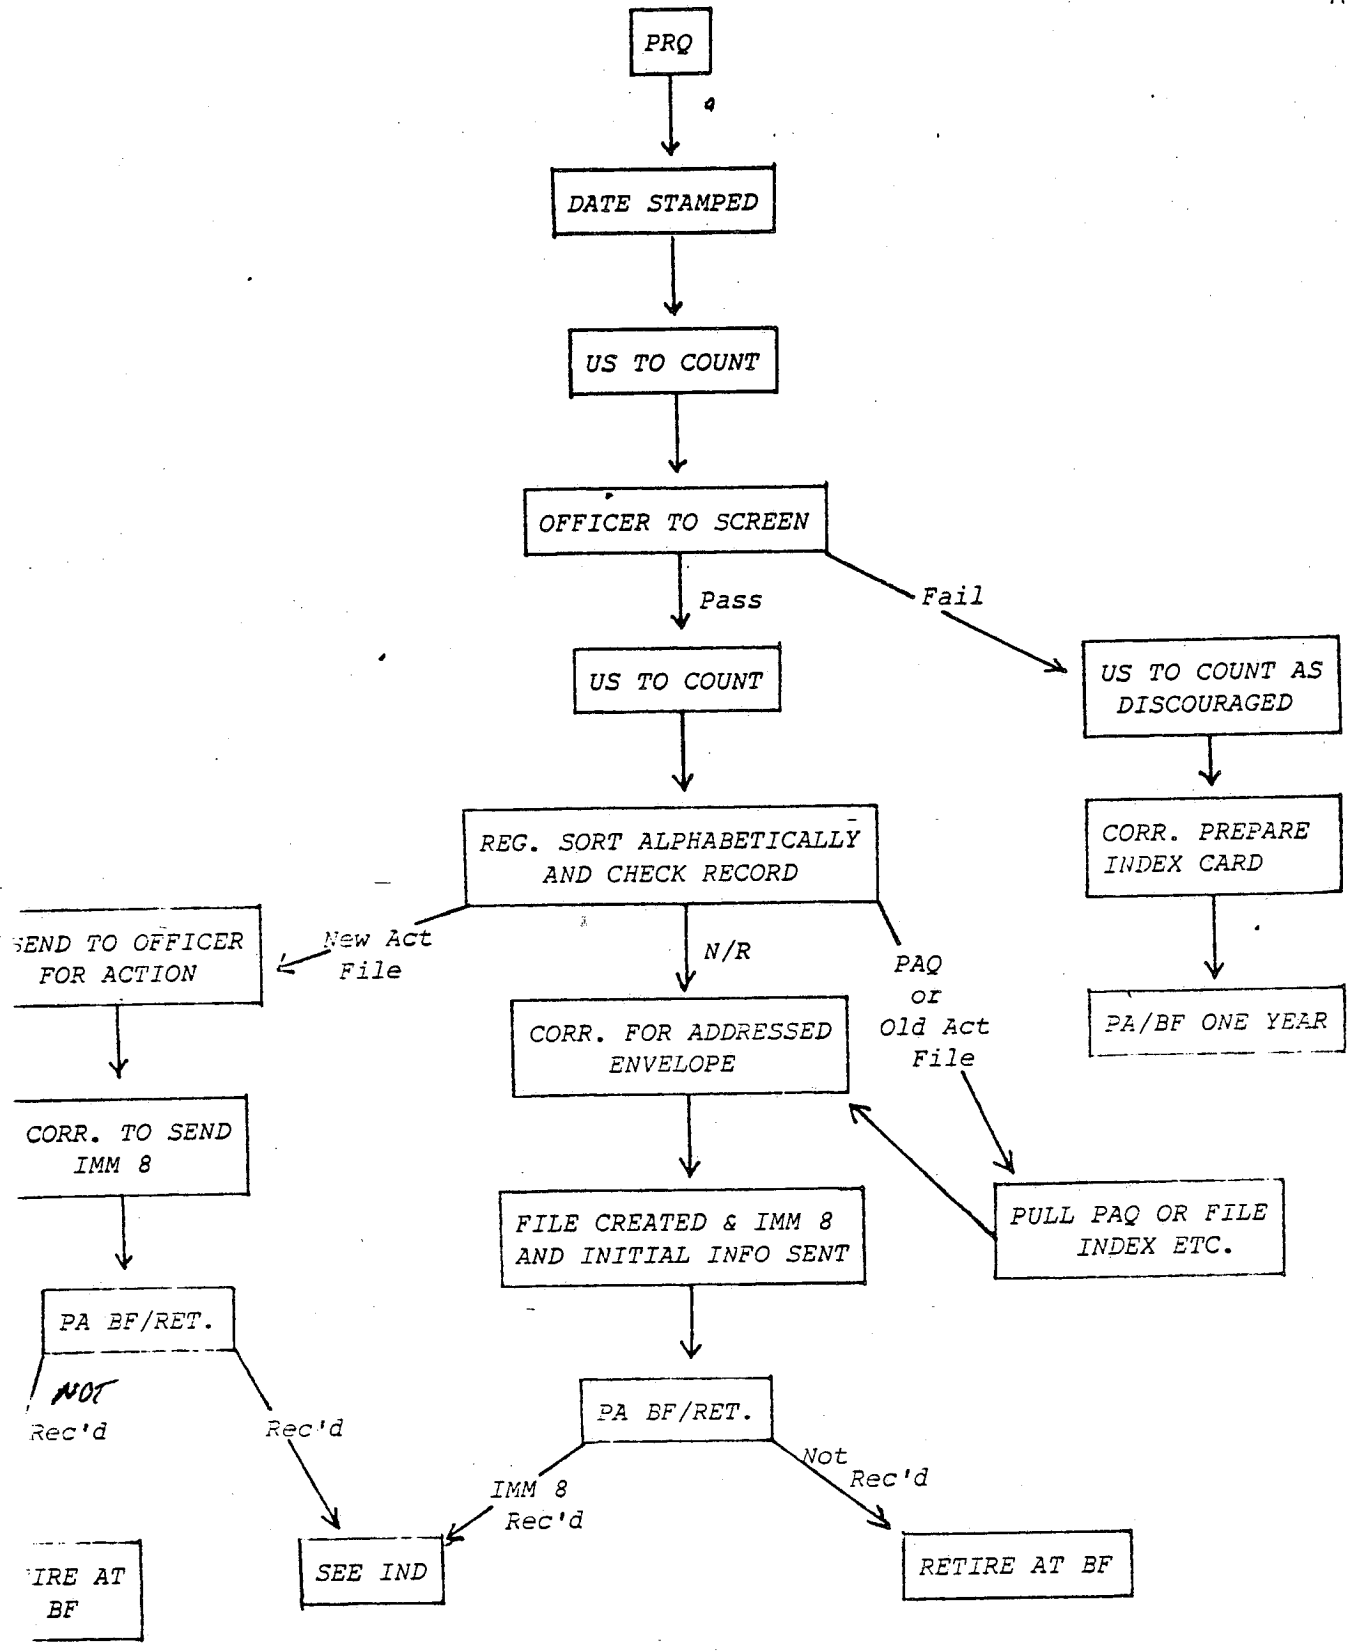 PRQ
DATE STAMPED
US TO COUNT
OFFICER TO SCREEN
Pass
Fail
US TO COUNT
US TO COUNT AS
DISCOURAGED
REG. SORT ALPHABETICALLY
AND CHECK RECORD
CORR. PREPARE
INDEX CARD
SEND TO OFFICER
FOR ACTION
New Act
File
N/R
PAQ
or
Old Act
File
CORR. FOR ADDRESSED
ENVELOPE
PA/BF ONE YEAR
CORR. TO SEND
IMM 8
FILE CREATED & IMM 8
AND INITIAL INFO SENT
PULL PAQ OR FILE
INDEX ETC.
PA BF/RET.
NOT
Rec'd
Rec'd
PA BF/RET.
IMM 8
Rec'd
Not
Rec'd
IRE AT
BF
SEE IND
RETIRE AT BF